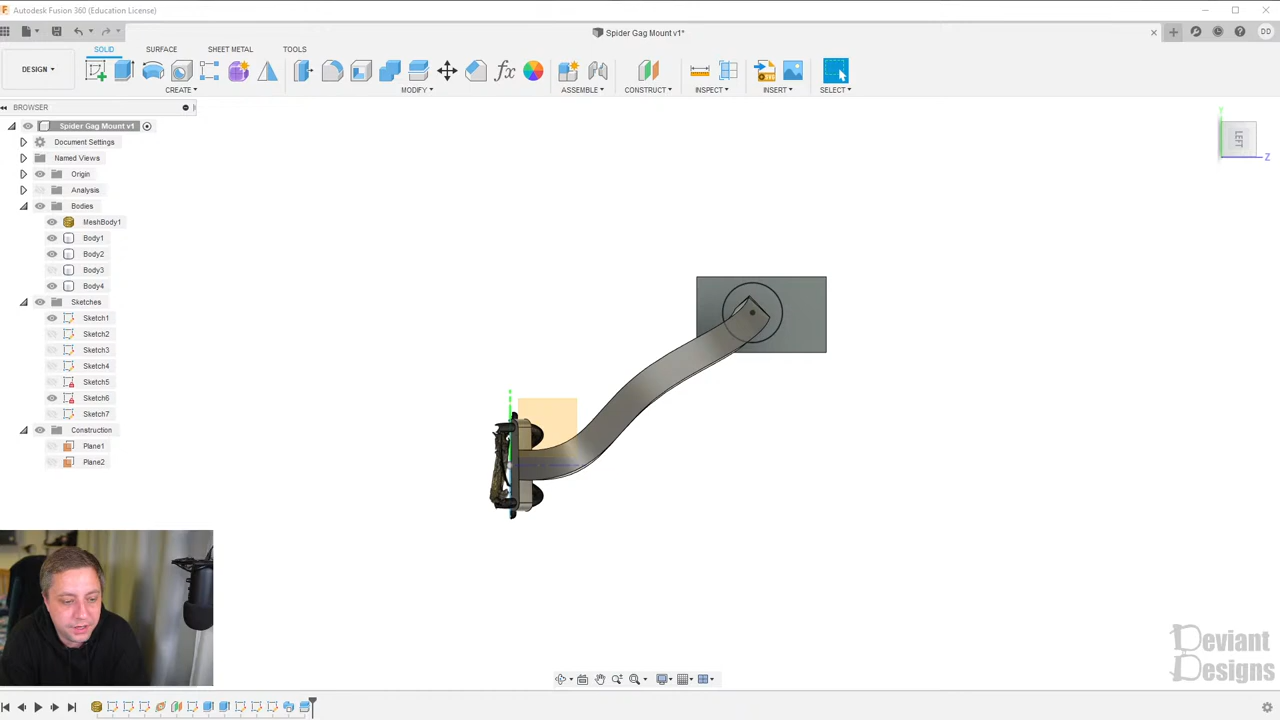 Autodesk Fusion 360 (Education License)
Spider Gag Mount v1*
DD
SOLID SURFACE SHEET METAL TOOLS
DESIGN
CREATE MODIFY ASSEMBLE CONSTRUCT INSPECT INSERT SELECT
BROWSER
Spider Gag Mount v1
Document Settings
Named Views
Origin
Analysis
Bodies
MeshBody1
Body1
Body2
Body3
Body4
Sketches
Sketch1
Sketch2
Sketch3
Sketch4
Sketch5
Sketch6
Sketch7
Construction
Plane1
Plane2
LEFT
Y
Z
Deviant
Designs